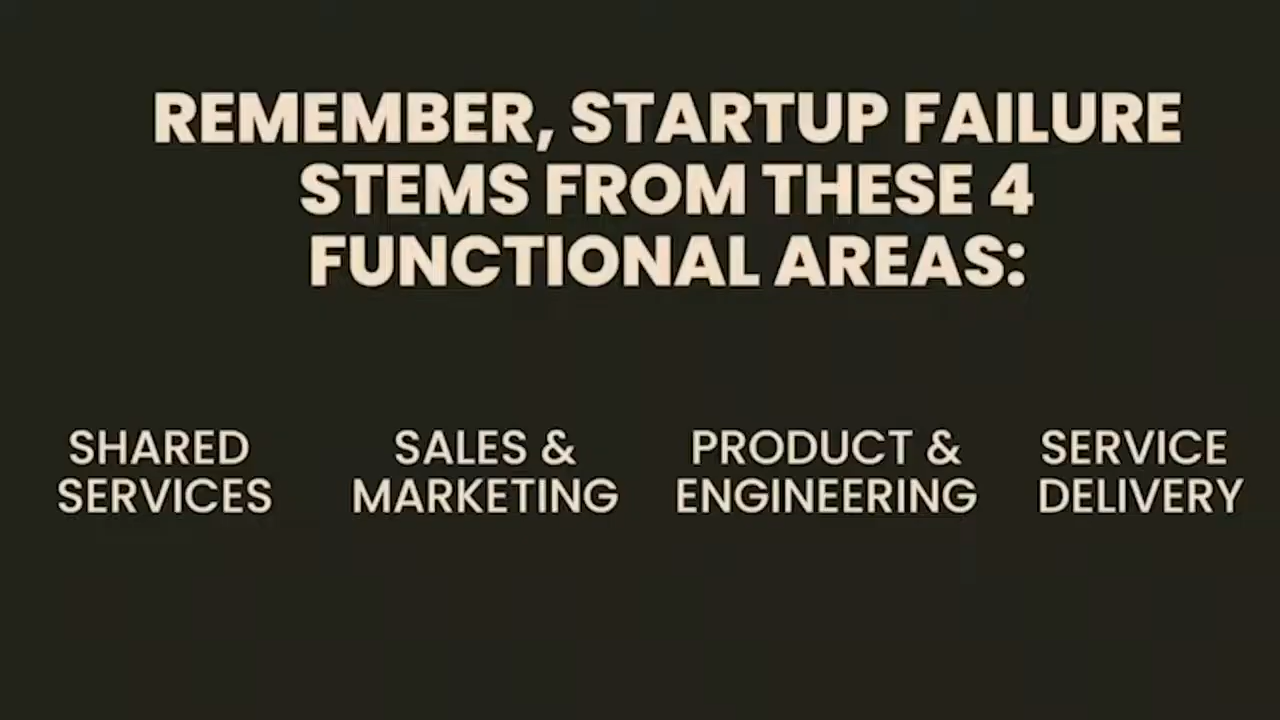 REMEMBER, STARTUP FAILURE
STEMS FROM THESE 4
FUNCTIONAL AREAS:
SHARED
SERVICES
SALES &
MARKETING
PRODUCT &
ENGINEERING
SERVICE
DELIVERY